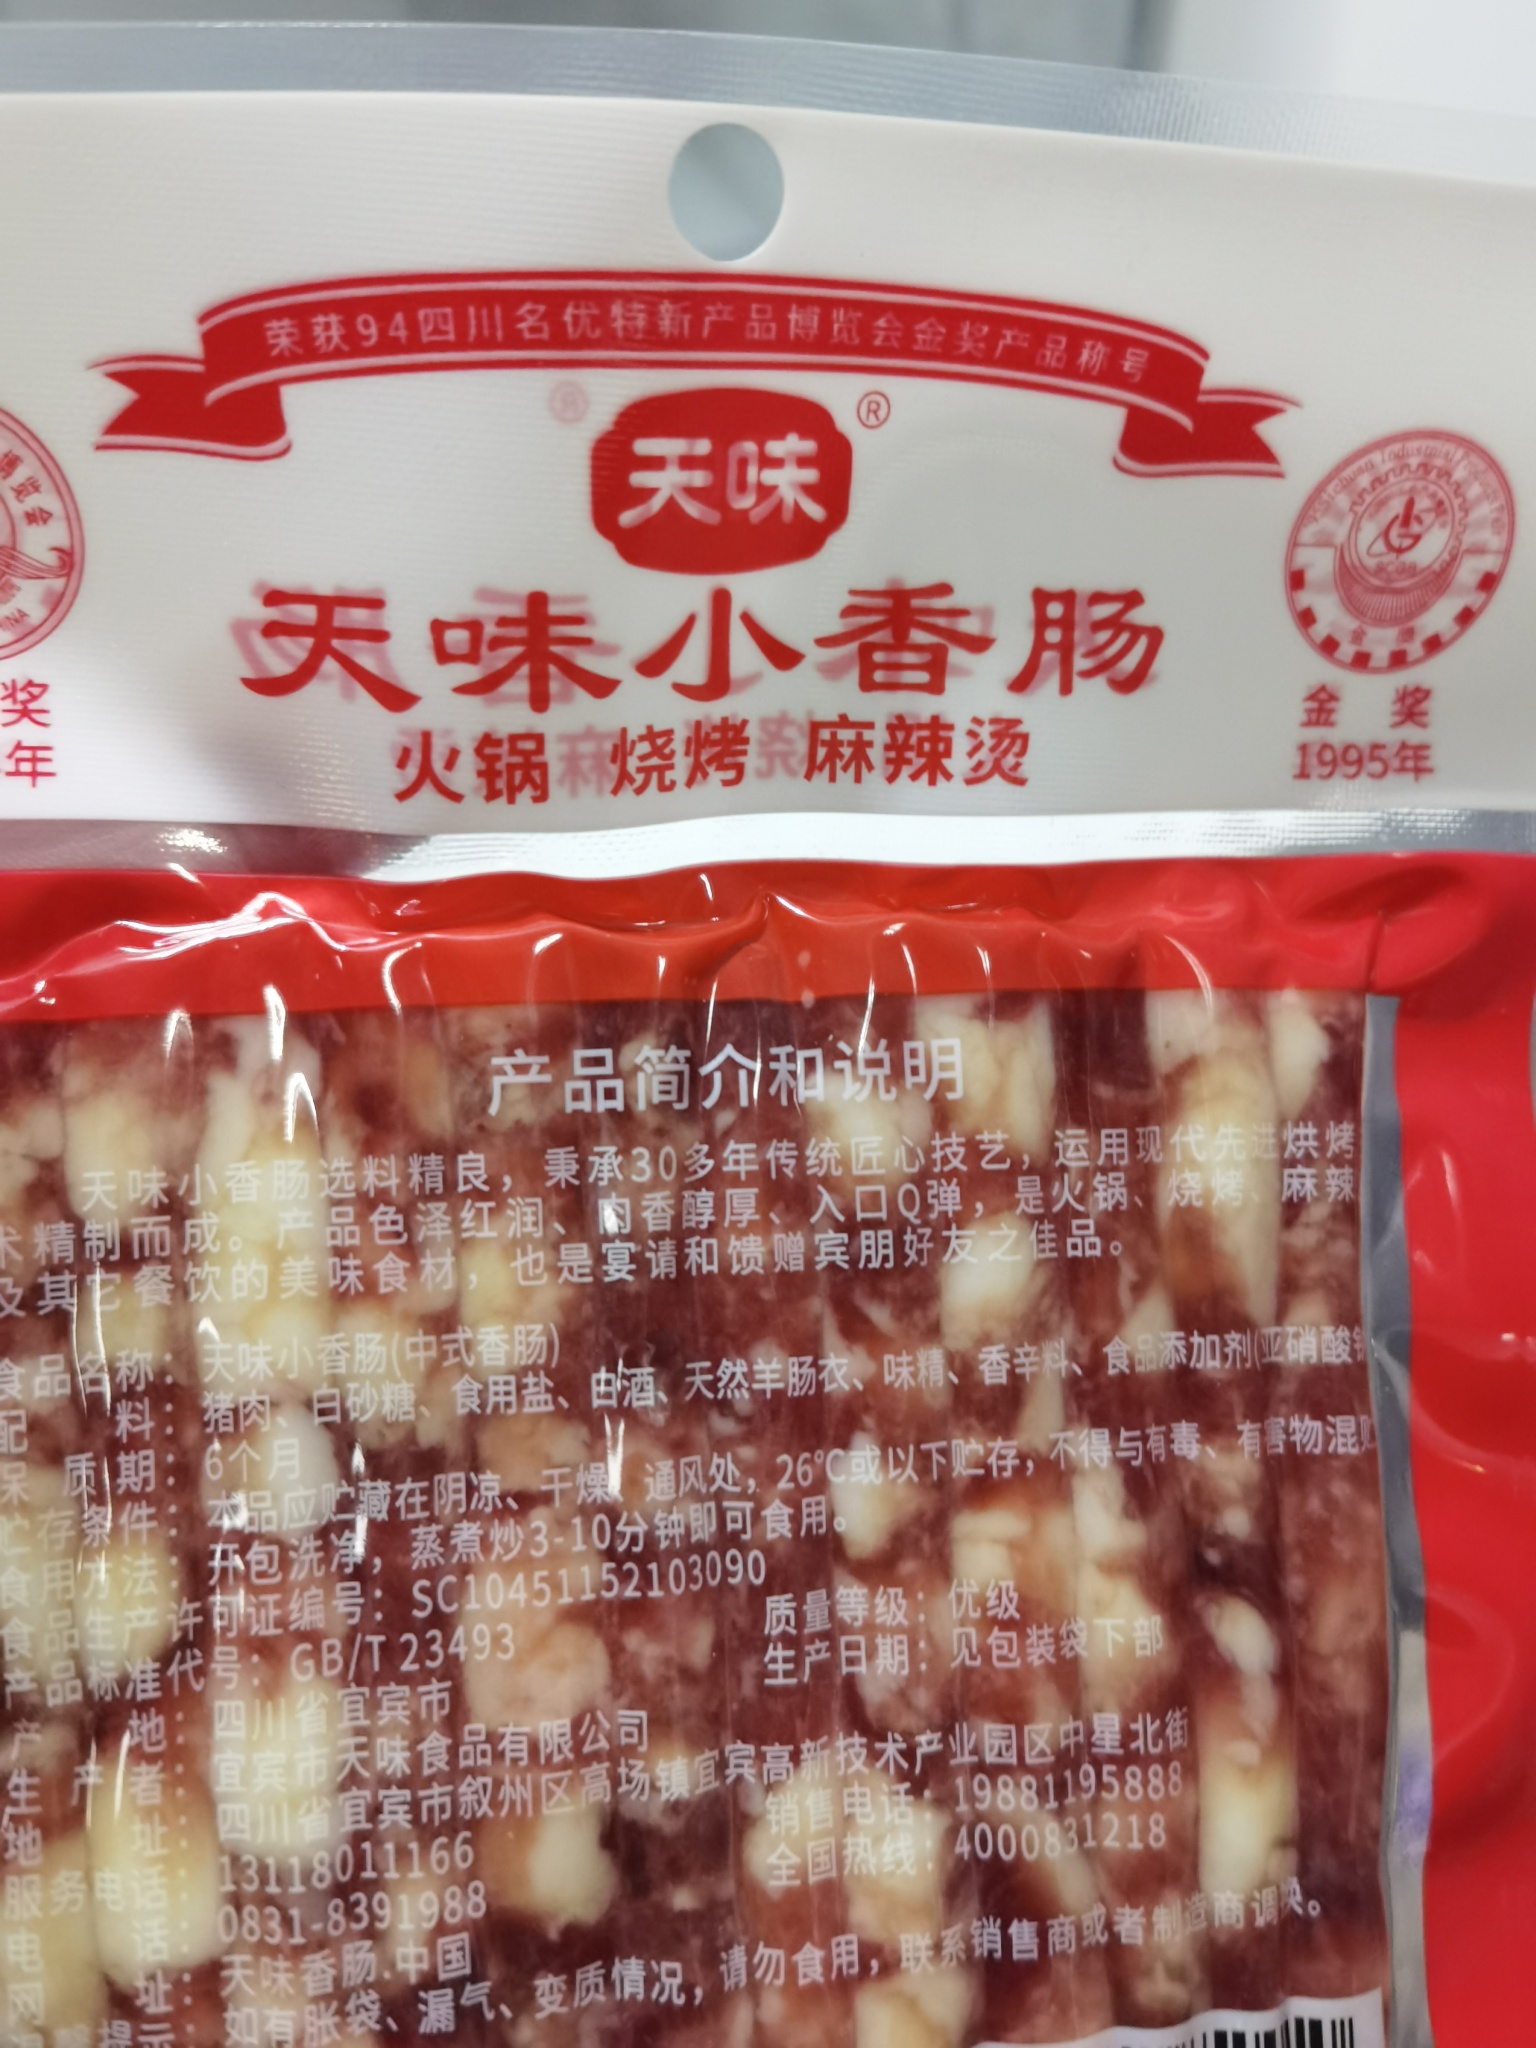 荣获94四川名优特新产品博览会金奖产品称号
天味
®
天味小香肠
火锅 烧烤 麻辣烫
博览会
奖
年
金奖
1995年
产品简介和说明
天味小香肠选料精良，秉承30多年传统匠心技艺，运用现代先进烘烤
术精制而成。产品色泽红润、肉香醇厚、入口Q弹，是火锅、烧烤、麻辣
及其它餐饮的美味食材，也是宴请和馈赠宾朋好友之佳品。
食品名称：天味小香肠(中式香肠)
配料：猪肉、白砂糖、食用盐、白酒、天然羊肠衣、味精、香辛料、食品添加剂(亚硝酸
保质期：6个月
贮存条件：本品应贮藏在阴凉、干燥、通风处，26℃或以下贮存，不得与有毒、有害物混贮
食用方法：开包洗净，蒸煮炒3-10分钟即可食用。
食品生产许可证编号：SC10451152103090
产品标准代号：GB/T 23493 质量等级：优级
产地：四川省宜宾市 生产日期：见包装袋下部
生产者：宜宾市天味食品有限公司
地址：四川省宜宾市叙州区高场镇宜宾高新技术产业园区中星北街
服务电话：13118011166 销售电话：19881195888
电话：0831-8391988 全国热线：4000831218
网址：天味香肠.中国
提示：如有胀袋、漏气、变质情况，请勿食用，联系销售商或者制造商调换。